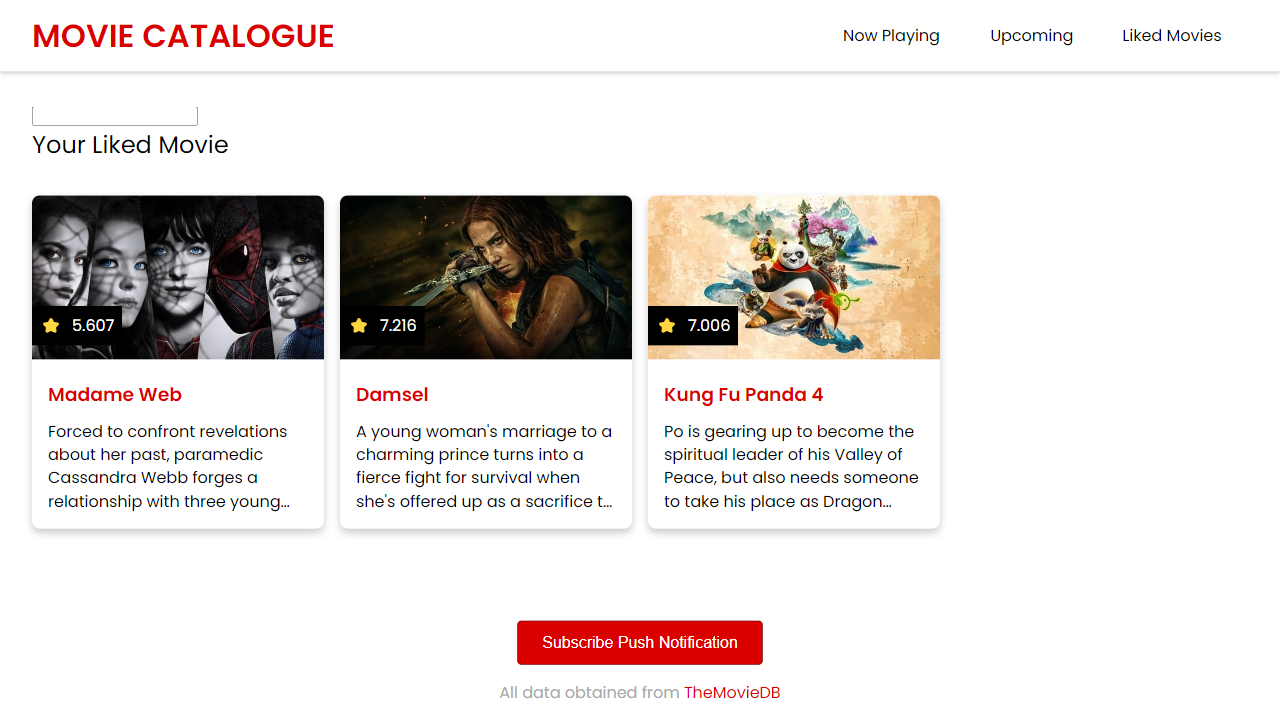 MOVIE CATALOGUE
Now Playing
Upcoming
Liked Movies
Your Liked Movie
5.607
Madame Web
Forced to confront revelations
about her past, paramedic
Cassandra Webb forges a
relationship with three young...
7.216
Damsel
A young woman's marriage to a
charming prince turns into a
fierce fight for survival when
she's offered up as a sacrifice t...
7.006
Kung Fu Panda 4
Po is gearing up to become the
spiritual leader of his Valley of
Peace, but also needs someone
to take his place as Dragon...
Subscribe Push Notification
All data obtained from TheMovieDB